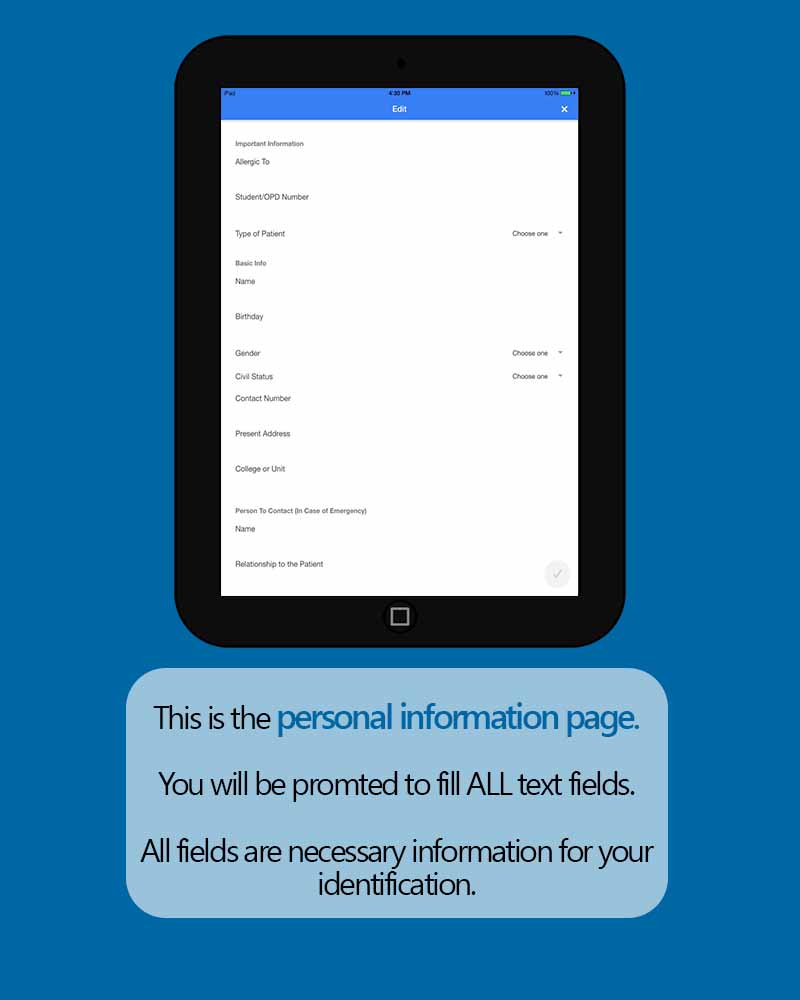 iPad 4:30 PM 100%
Edit ×
Important Information
Allergic To
Student/OPD Number
Type of Patient Choose one
Basic Info
Name
Birthday
Gender Choose one
Civil Status Choose one
Contact Number
Present Address
College or Unit
Person To Contact (In Case of Emergency)
Name
Relationship to the Patient
This is the personal information page.
You will be promted to fill ALL text fields.
All fields are necessary information for your
identification.